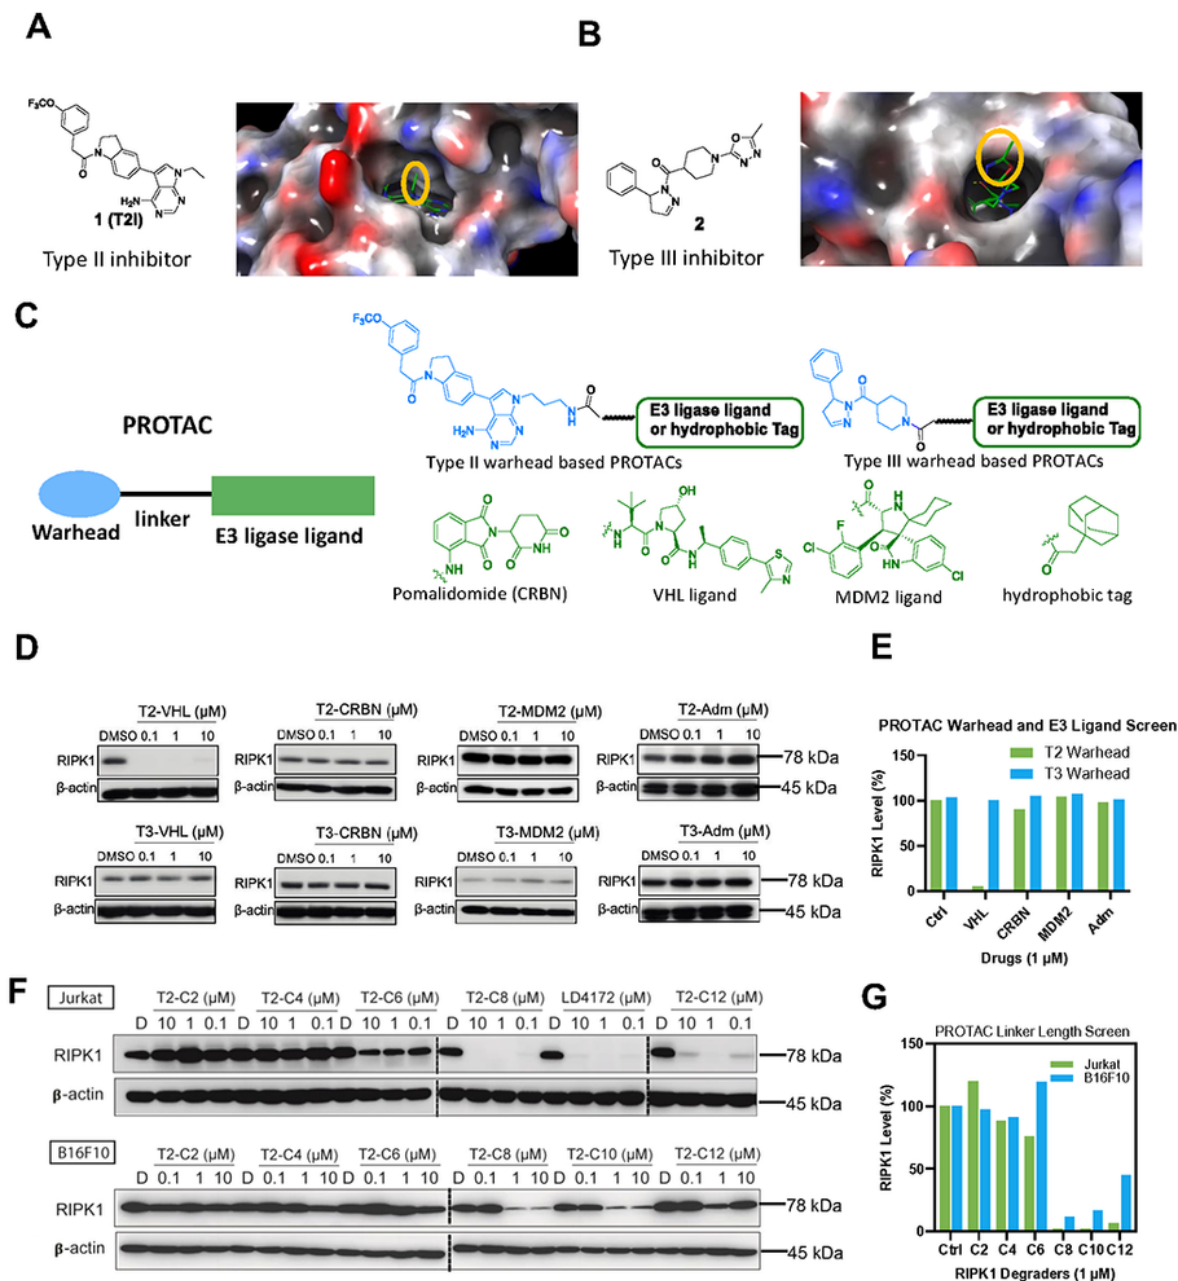 A
B
F₃CO
N
O
N
H₂N
N
N
1 (T2I)
Type II inhibitor
O
N
N
N
O
N
N
2
Type III inhibitor
C
PROTAC
Warhead
linker
E3 ligase ligand
F₃CO
N
O
N
H₂N
N
N
N
H
O
E3 ligase ligand
or hydrophobic Tag
Type II warhead based PROTACs
O
N
N
N
O
E3 ligase ligand
or hydrophobic Tag
Type III warhead based PROTACs
O
N
O
O
NH
O
NH
Pomalidomide (CRBN)
OH
N
H
O
N
O
HN
S
N
VHL ligand
O
H
N
F
Cl
O
N
H
Cl
MDM2 ligand
O
hydrophobic tag
D
T2-VHL (μM)
DMSO 0.1 1 10
RIPK1
β-actin
T2-CRBN (μM)
DMSO 0.1 1 10
RIPK1
β-actin
T2-MDM2 (μM)
DMSO 0.1 1 10
RIPK1
β-actin
T2-Adm (μM)
DMSO 0.1 1 10
RIPK1
78 kDa
β-actin
45 kDa
T3-VHL (μM)
DMSO 0.1 1 10
RIPK1
β-actin
T3-CRBN (μM)
DMSO 0.1 1 10
RIPK1
β-actin
T3-MDM2 (μM)
DMSO 0.1 1 10
RIPK1
β-actin
T3-Adm (μM)
DMSO 0.1 1 10
RIPK1
78 kDa
β-actin
45 kDa
E
PROTAC Warhead and E3 Ligand Screen
T2 Warhead
T3 Warhead
RIPK1 Level (%)
150
100
50
0
Ctrl VHL CRBN MDM2 Adm
Drugs (1 μM)
F
Jurkat
T2-C2 (μM) T2-C4 (μM) T2-C6 (μM) T2-C8 (μM) LD4172 (μM) T2-C12 (μM)
D 10 1 0.1 D 10 1 0.1 D 10 1 0.1 D 10 1 0.1 D 10 1 0.1 D 10 1 0.1
RIPK1
78 kDa
β-actin
45 kDa
B16F10
T2-C2 (μM) T2-C4 (μM) T2-C6 (μM) T2-C8 (μM) T2-C10 (μM) T2-C12 (μM)
D 0.1 1 10 D 0.1 1 10 D 0.1 1 10 D 0.1 1 10 D 0.1 1 10 D 0.1 1 10
RIPK1
78 kDa
β-actin
45 kDa
G
PROTAC Linker Length Screen
Jurkat
B16F10
RIPK1 Level (%)
150
100
50
0
Ctrl C2 C4 C6 C8 C10 C12
RIPK1 Degraders (1 μM)